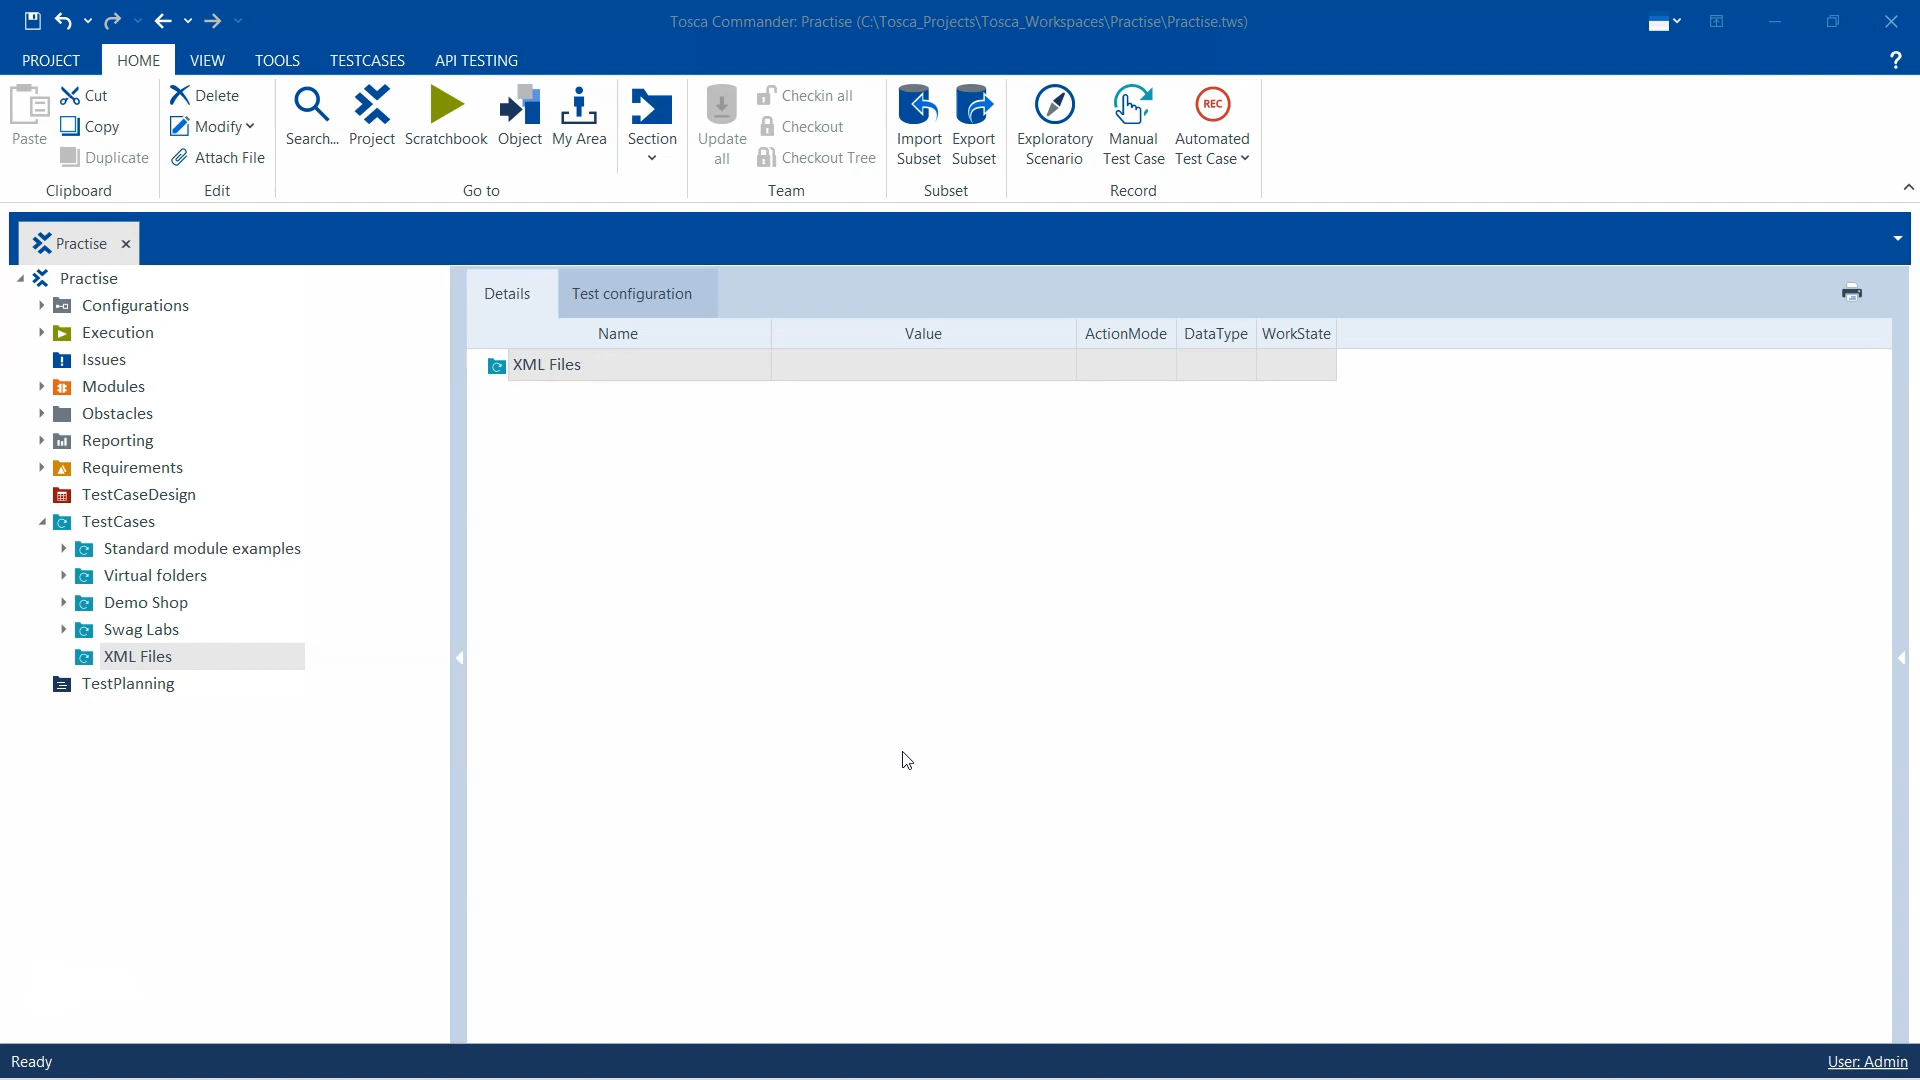 Tosca Commander: Practise (C:\Tosca_Projects\Tosca_Workspaces\Practise\Practise.tws)
PROJECT HOME VIEW TOOLS TESTCASES API TESTING ?
Paste
Cut
Copy
Duplicate
Clipboard
Delete
Modify
Attach File
Edit
Search... Project Scratchbook Object My Area Section
Go to
Update all
Checkin all
Checkout
Checkout Tree
Team
Import Subset
Export Subset
Subset
Exploratory Scenario
Manual Test Case
REC
Automated Test Case
Record
Practise
Practise
Configurations
Execution
Issues
Modules
Obstacles
Reporting
Requirements
TestCaseDesign
TestCases
Standard module examples
Virtual folders
Demo Shop
Swag Labs
XML Files
TestPlanning
Details Test configuration
Name Value ActionMode DataType WorkState
XML Files
Ready
User: Admin